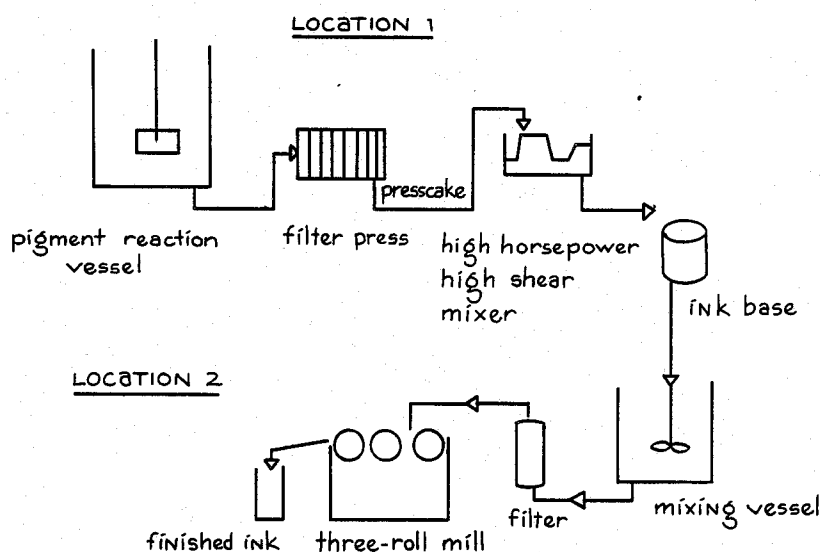 LOCATION 1
presscake
pigment reaction
vessel
filter press
high horsepower
high shear
mixer
ink base
LOCATION 2
mixing vessel
filter
three-roll mill
finished ink